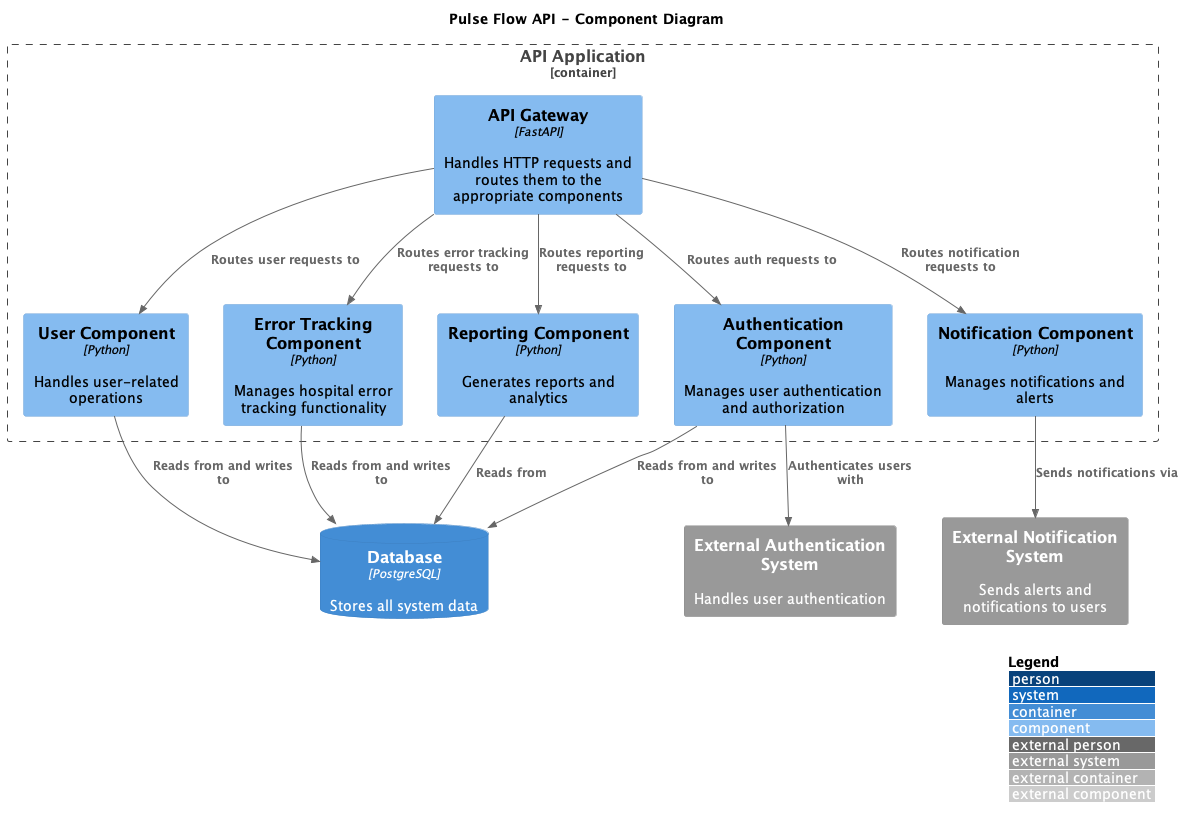 Pulse Flow API – Component Diagram
API Application
[container]
API Gateway
[FastAPI]
Handles HTTP requests and
routes them to the
appropriate components
Routes user requests to
Routes error tracking
requests to
Routes reporting
requests to
Routes auth requests to
Routes notification
requests to
User Component
[Python]
Handles user-related
operations
Error Tracking
Component
[Python]
Manages hospital error
tracking functionality
Reporting Component
[Python]
Generates reports and
analytics
Authentication
Component
[Python]
Manages user authentication
and authorization
Notification Component
[Python]
Manages notifications and
alerts
Reads from and writes
to
Reads from and writes
to
Reads from
Reads from and writes
to
Authenticates users
with
Sends notifications via
Database
[PostgreSQL]
Stores all system data
External Authentication
System
Handles user authentication
External Notification
System
Sends alerts and
notifications to users
Legend
person
system
container
component
external person
external system
external container
external component